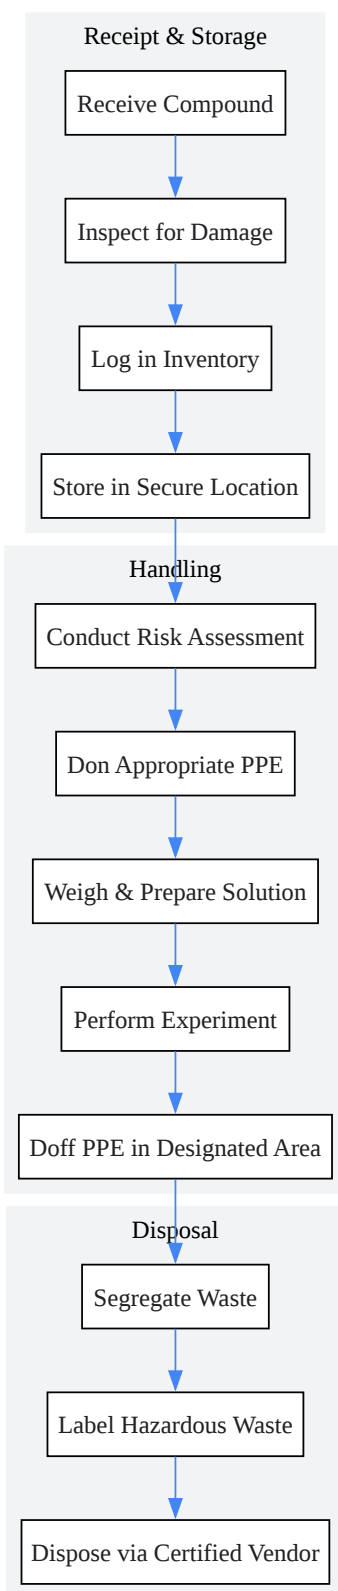 Receipt & Storage
Receive Compound
Inspect for Damage
Log in Inventory
Store in Secure Location
Handling
Conduct Risk Assessment
Don Appropriate PPE
Weigh & Prepare Solution
Perform Experiment
Doff PPE in Designated Area
Disposal
Segregate Waste
Label Hazardous Waste
Dispose via Certified Vendor